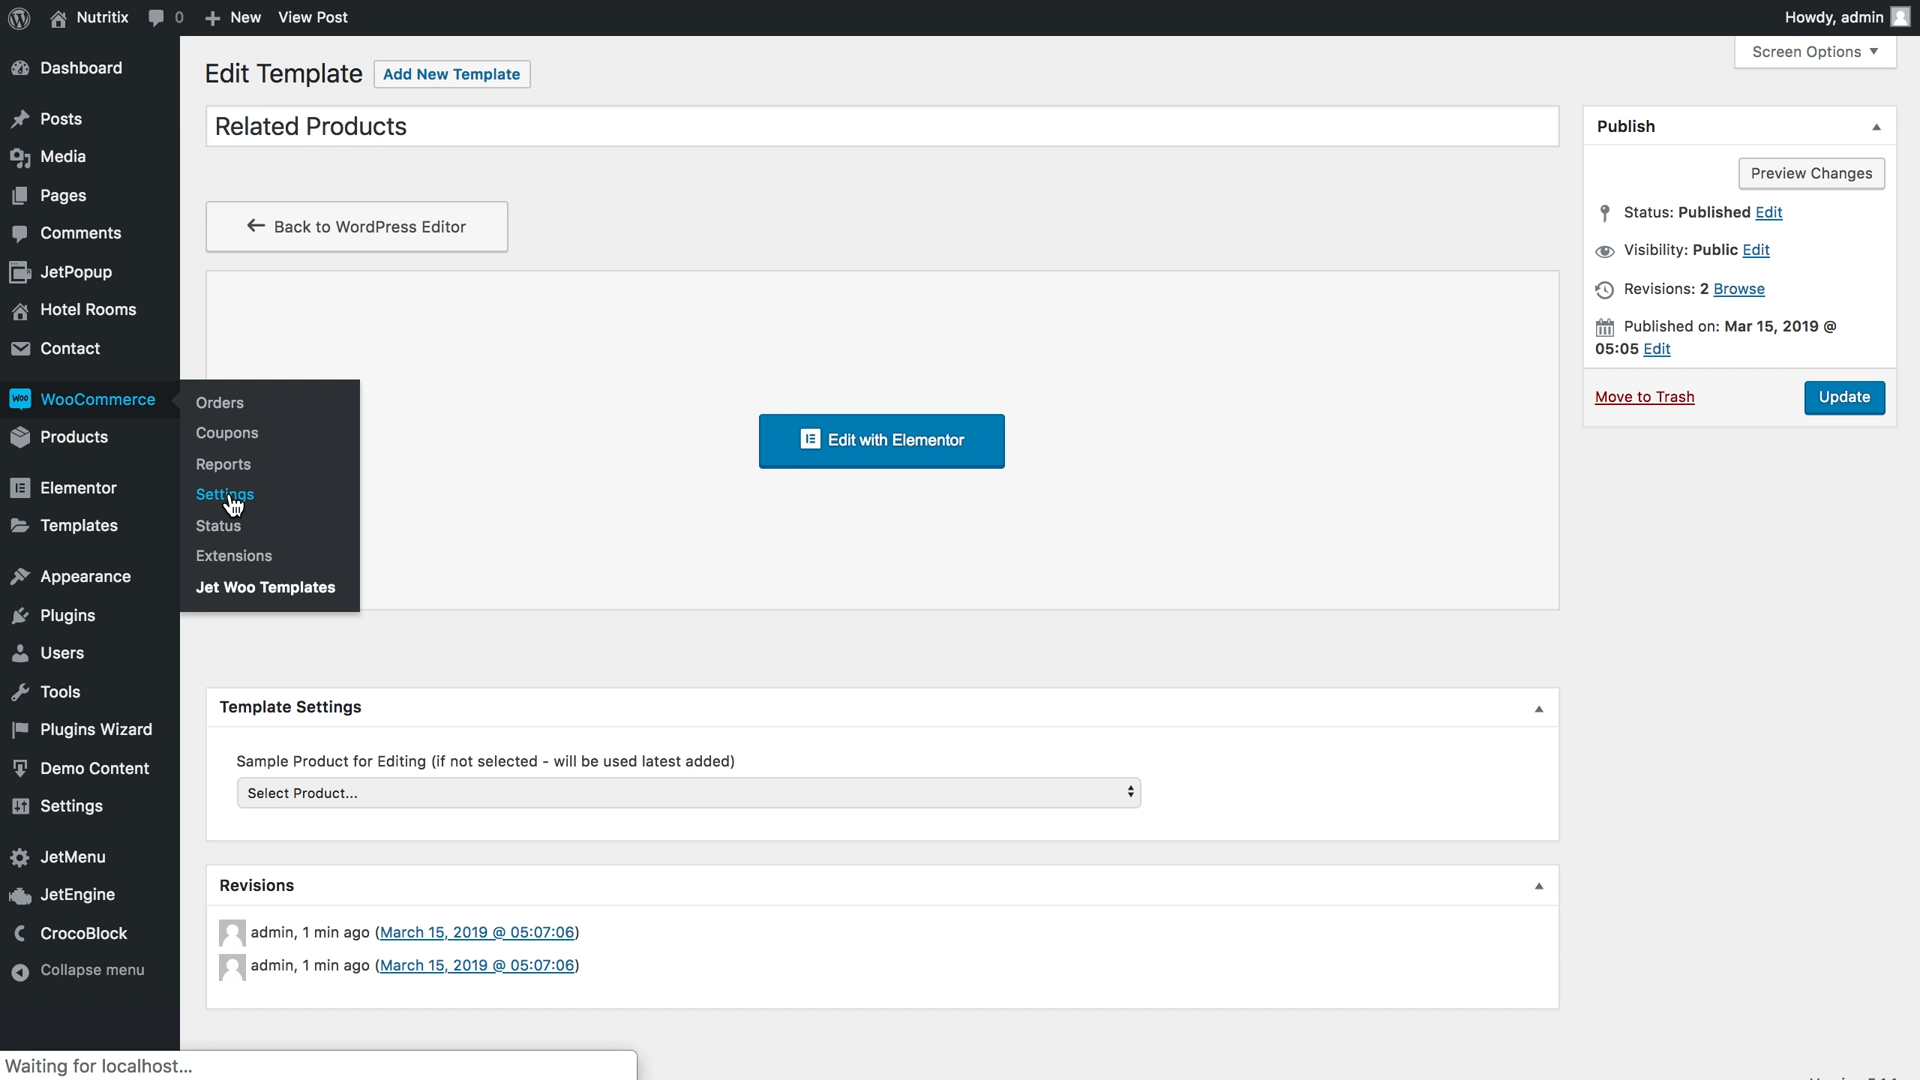 Nutritix 0 New View Post Howdy, admin
Screen Options
Dashboard
Posts
Media
Pages
Comments
JetPopup
Hotel Rooms
Contact
WooCommerce
Products
Elementor
Templates
Appearance
Plugins
Users
Tools
Plugins Wizard
Demo Content
Settings
JetMenu
JetEngine
CrocoBlock
Collapse menu
Orders
Coupons
Reports
Settings
Status
Extensions
Jet Woo Templates
Edit Template Add New Template
Related Products
← Back to WordPress Editor
Edit with Elementor
Template Settings
Sample Product for Editing (if not selected - will be used latest added)
Select Product...
Revisions
admin, 1 min ago (March 15, 2019 @ 05:07:06)
admin, 1 min ago (March 15, 2019 @ 05:07:06)
Publish
Preview Changes
Status: Published Edit
Visibility: Public Edit
Revisions: 2 Browse
Published on: Mar 15, 2019 @
05:05 Edit
Move to Trash Update
Waiting for localhost...